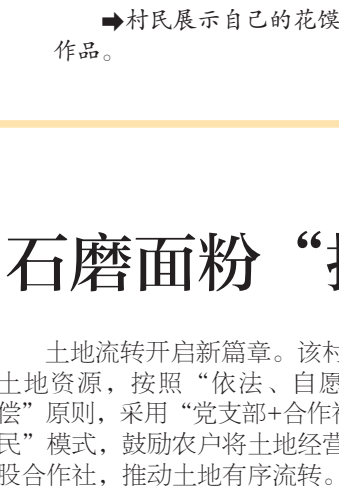 ➡村民展示自己的花馍
作品。
石磨面粉“
土地流转开启新篇章。该村
土地资源，按照“依法、自愿
偿”原则，采用“党支部+合作社
民”模式，鼓励农户将土地经营
股合作社，推动土地有序流转。